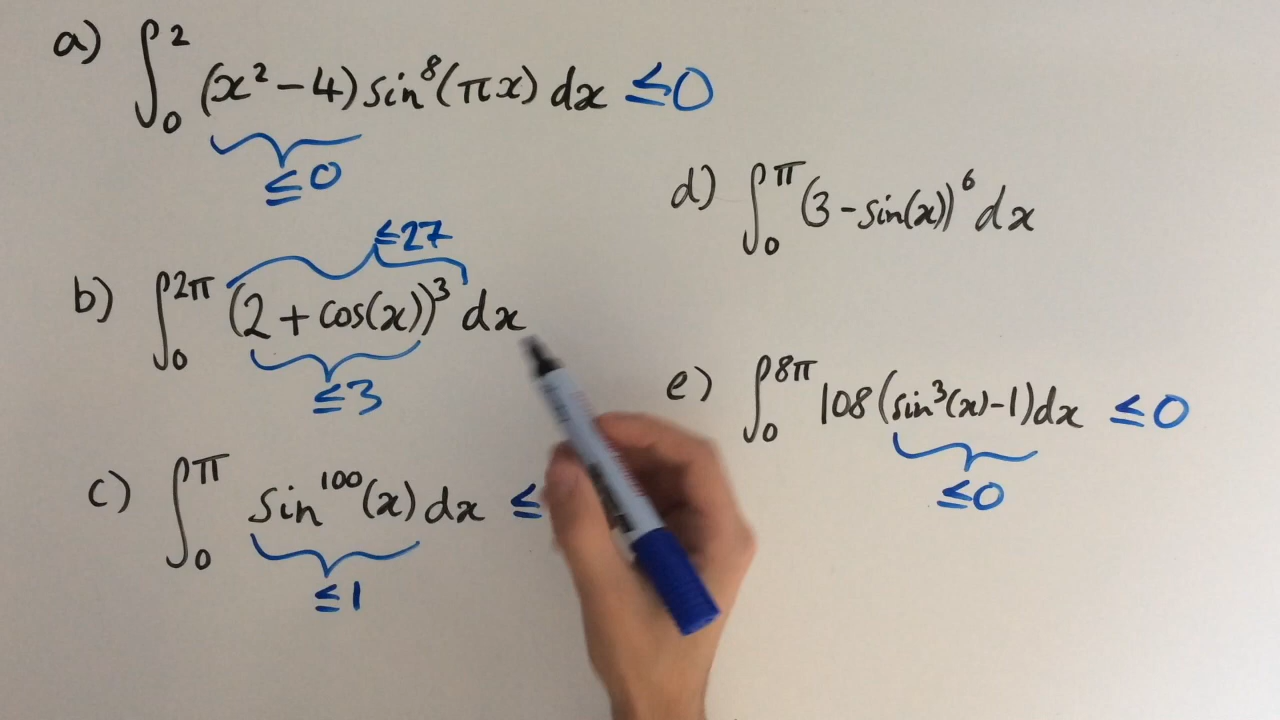 a) ∫₀² (x² − 4) sin⁸(πx) dx ≤ 0
≤ 0
b) ∫₀^{2π} (2 + cos(x))³ dx
≤ 27
≤ 3
c) ∫₀^π sin¹⁰⁰(x) dx ≤
≤ 1
d) ∫₀^π (3 − sin(x))⁶ dx
e) ∫₀^{8π} 108 (sin³(x) − 1) dx ≤ 0
≤ 0